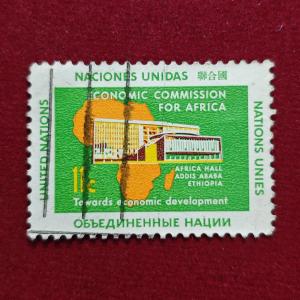 NACIONES UNIDAS 聯合國
ECONOMIC COMMISSION
FOR AFRICA
UNITED NATIONS
NATIONS UNIES
11c
AFRICA HALL
ADDIS ABABA
ETHIOPIA
Towards economic development
ОБЪЕДИНЕННЫЕ НАЦИИ